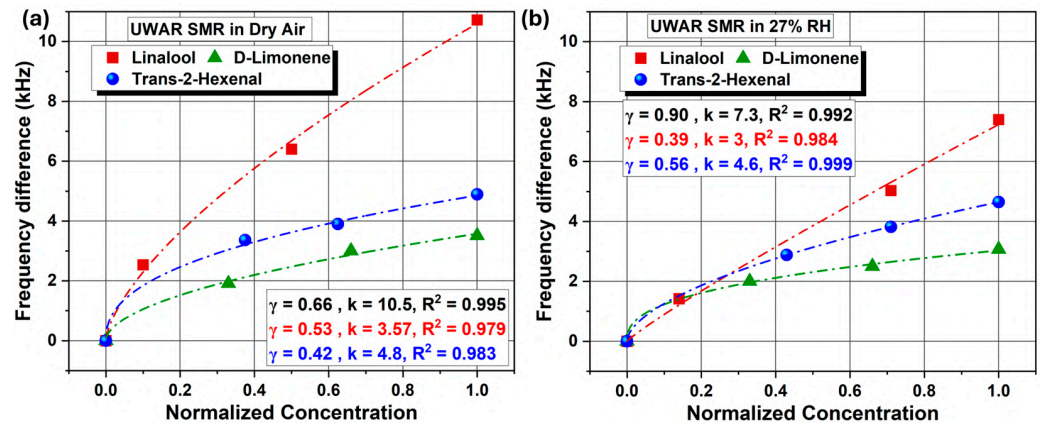 (a)
UWAR SMR in Dry Air
Linalool D-Limonene
Trans-2-Hexenal
10
8
6
4
2
0
Frequency difference (kHz)
γ = 0.66 , k = 10.5, R² = 0.995
γ = 0.53 , k = 3.57, R² = 0.979
γ = 0.42 , k = 4.8, R² = 0.983
0.0 0.2 0.4 0.6 0.8 1.0
Normalized Concentration
(b)
UWAR SMR in 27% RH
Linalool D-Limonene
Trans-2-Hexenal
γ = 0.90 , k = 7.3, R² = 0.992
γ = 0.39 , k = 3, R² = 0.984
γ = 0.56 , k = 4.6, R² = 0.999
10
8
6
4
2
0
Frequency difference (kHz)
0.0 0.2 0.4 0.6 0.8 1.0
Normalized Concentration